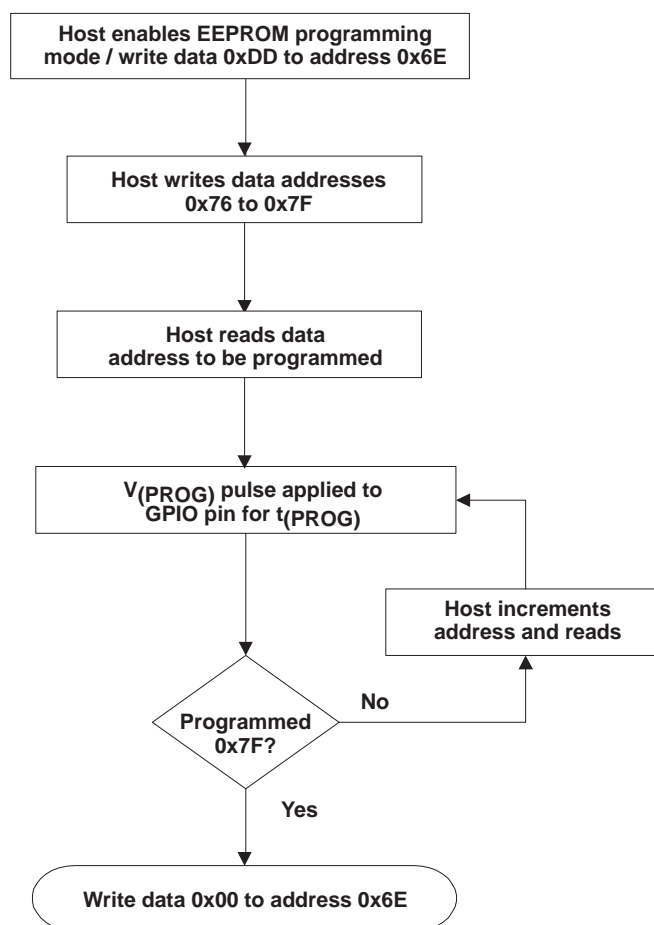 Host enables EEPROM programming
mode / write data 0xDD to address 0x6E
Host writes data addresses
0x76 to 0x7F
Host reads data
address to be programmed
V(PROG) pulse applied to
GPIO pin for t(PROG)
Host increments
address and reads
No
Programmed
0x7F?
Yes
Write data 0x00 to address 0x6E